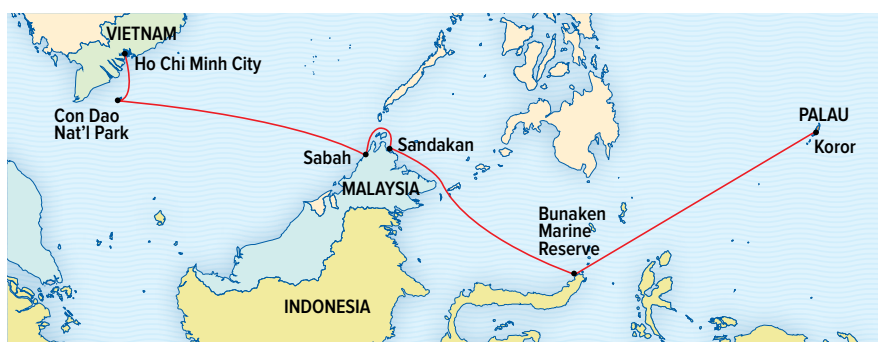 VIETNAM
Ho Chi Minh City
Con Dao
Nat'l Park
Sabah
Sandakan
MALAYSIA
PALAU
Koror
Bunaken
Marine
Reserve
INDONESIA